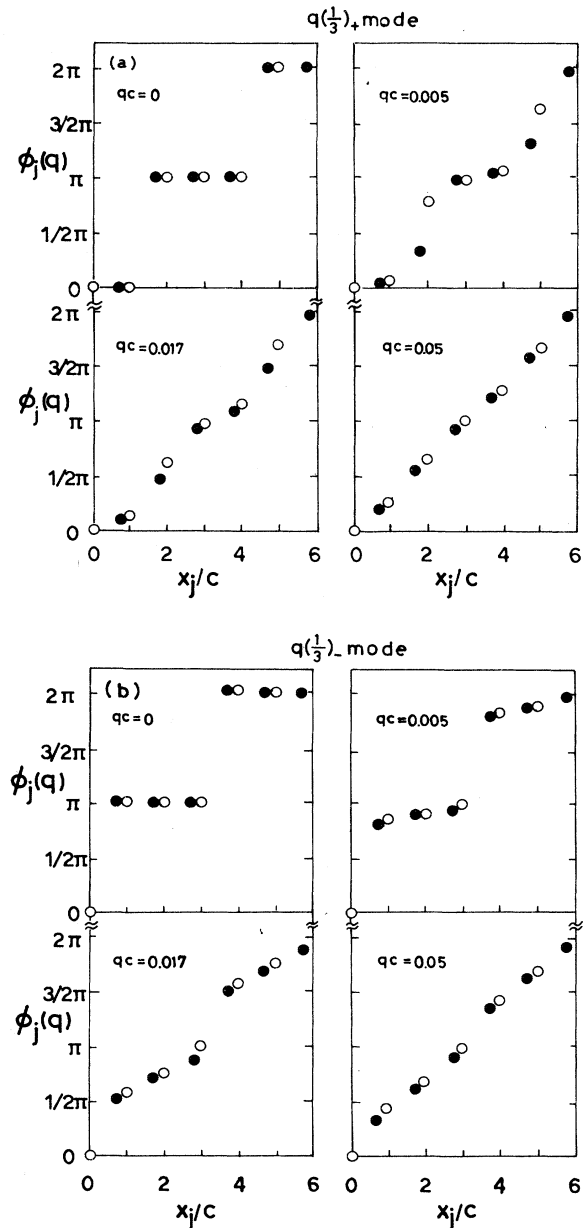 q(1/3)+ mode
(a)
qc=0
qc=0.005
2π
3/2π
ϕj(q)
π
1/2π
0
2π
qc=0.017
qc=0.05
3/2π
ϕj(q)
π
1/2π
0
0 2 4 6
0 2 4 6
xj/c
xj/c
q(1/3)- mode
(b)
qc=0
qc=0.005
2π
3/2π
ϕj(q)
π
1/2π
0
2π
qc=0.017
qc=0.05
3/2π
ϕj(q)
π
1/2π
0
0 2 4 6
0 2 4 6
xj/c
xj/c